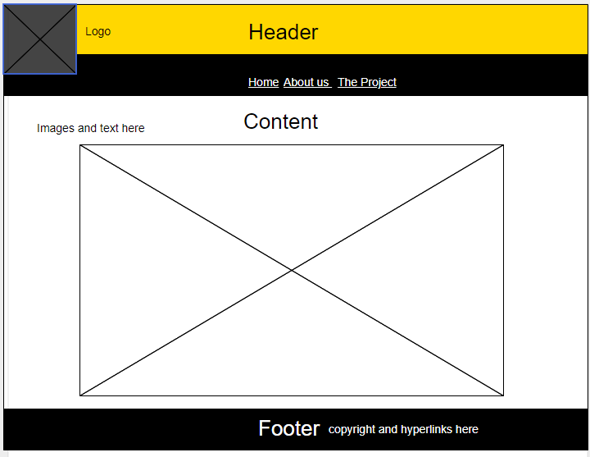 Logo
Header
Home About us The Project
Content
Images and text here
Footer copyright and hyperlinks here